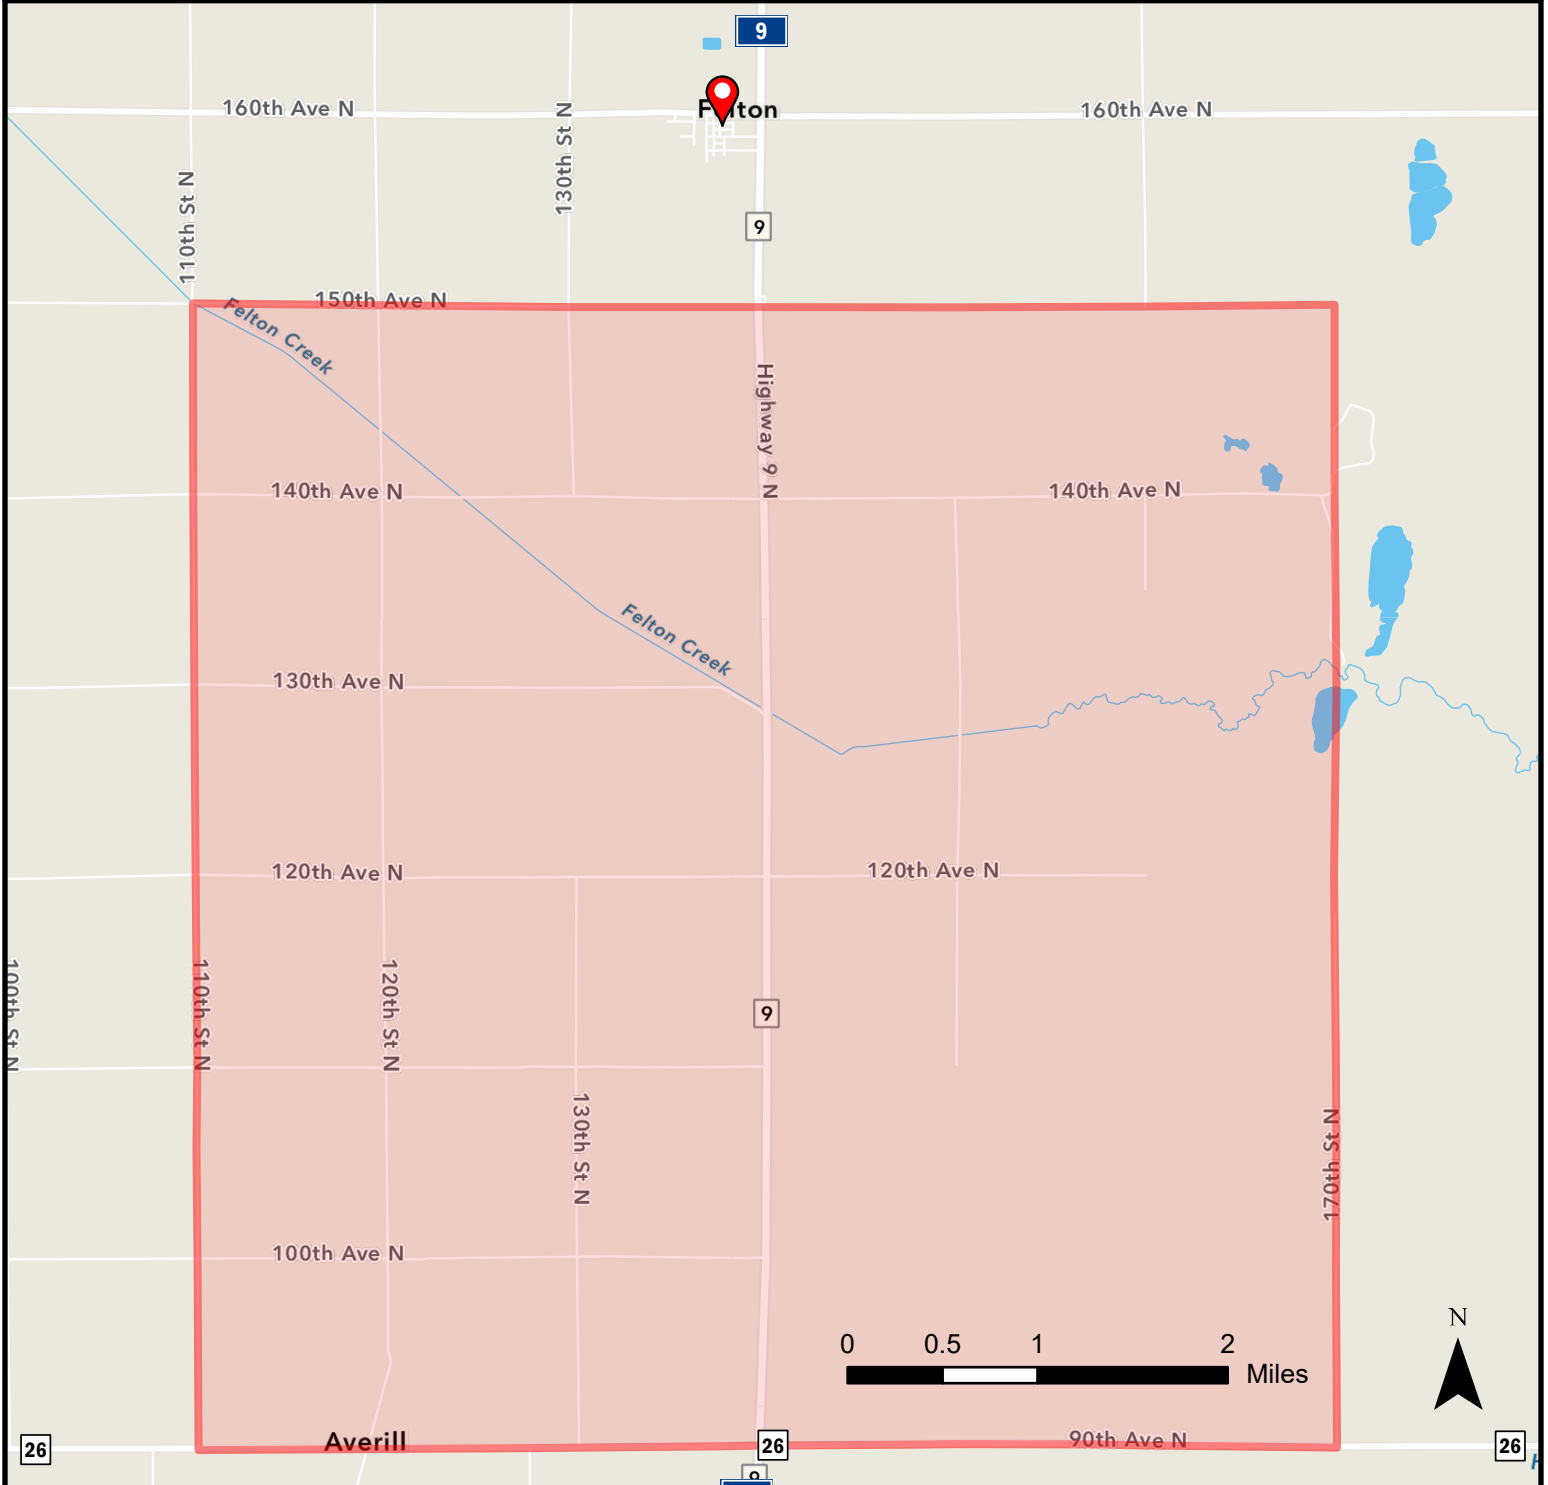 9
160th Ave N
Felton
160th Ave N
130th St N
110th St N
9
150th Ave N
Felton Creek
Highway 9 N
140th Ave N
140th Ave N
Felton Creek
130th Ave N
120th Ave N
120th Ave N
100th St N
110th St N
120th St N
9
130th St N
170th St N
100th Ave N
0 0.5 1 2
Miles
N
Averill
90th Ave N
26
26
26
9